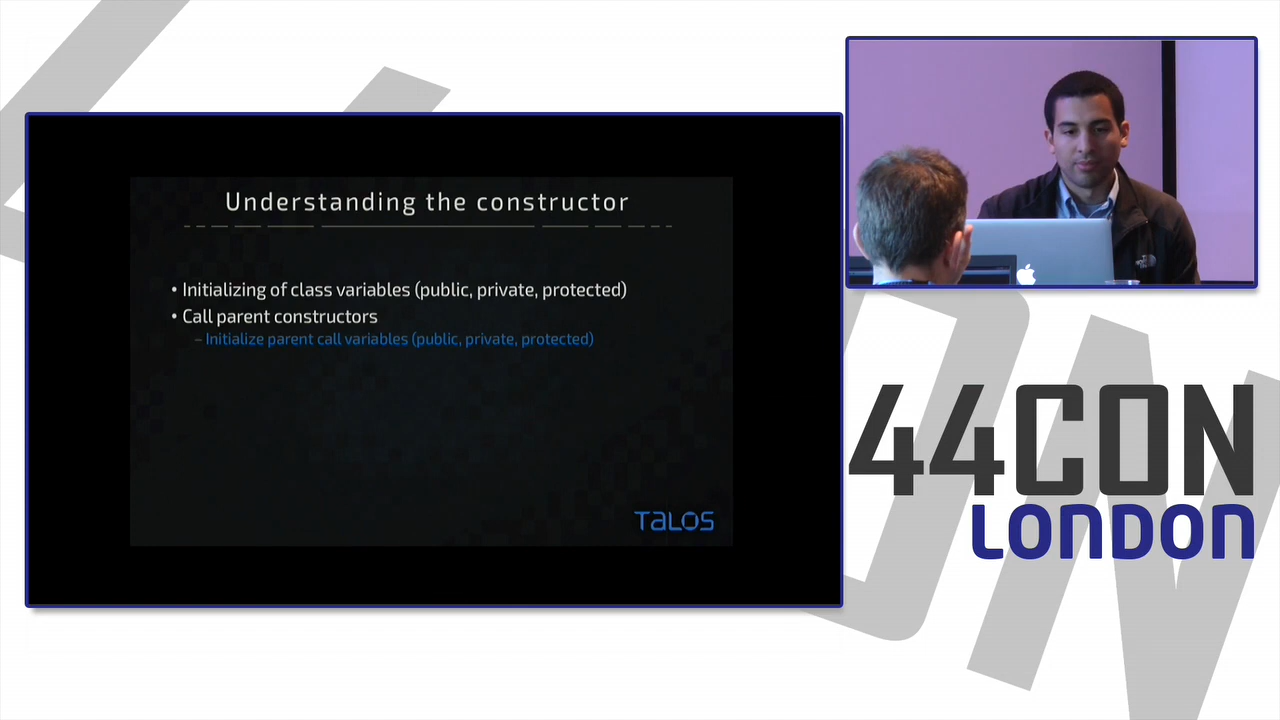 Understanding the constructor
• Initializing of class variables (public, private, protected)
• Call parent constructors
– Initialize parent call variables (public, private, protected)
TALOS
44CON
LONDON